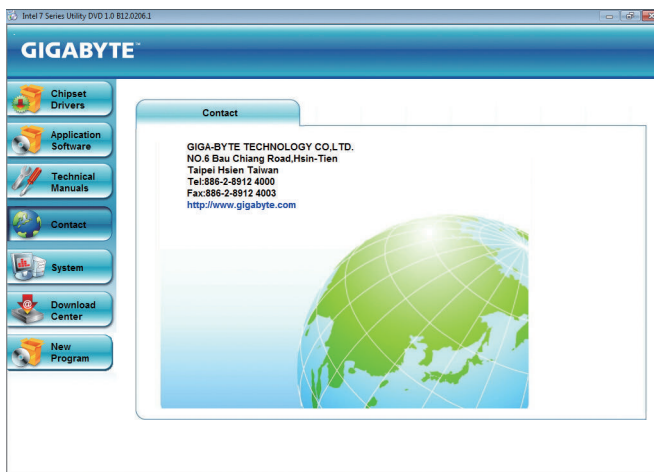 Intel 7 Series Utility DVD 1.0 B12.0206.1
GIGABYTE™
Chipset
Drivers
Application
Software
Technical
Manuals
Contact
System
Download
Center
New
Program
Contact
GIGA-BYTE TECHNOLOGY CO,LTD.
NO.6 Bau Chiang Road,Hsin-Tien
Taipei Hsien Taiwan
Tel:886-2-8912 4000
Fax:886-2-8912 4003
http://www.gigabyte.com